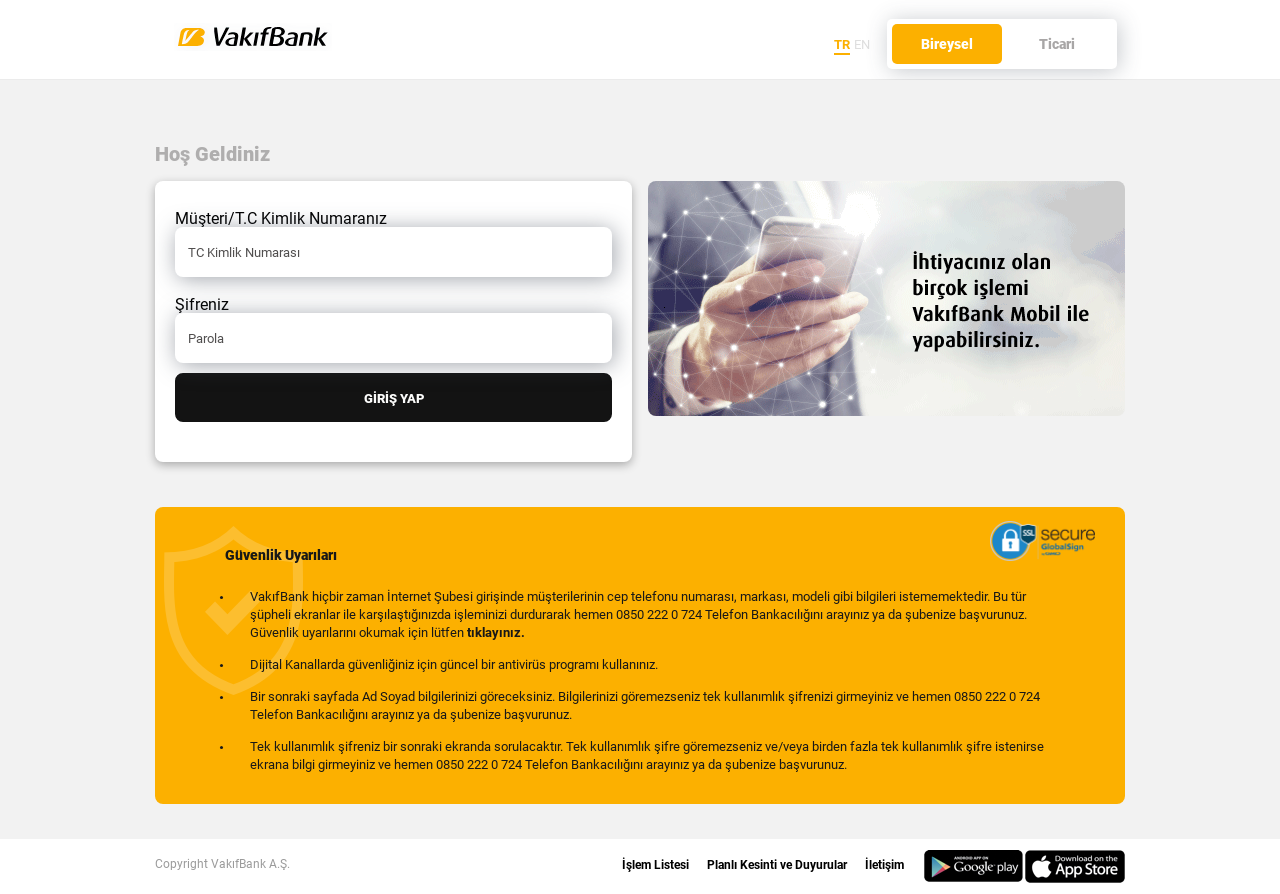 VakıfBank
TR EN
Bireysel
Ticari
Hoş Geldiniz
Müşteri/T.C Kimlik Numaranız
TC Kimlik Numarası
Şifreniz
Parola
GİRİŞ YAP
İhtiyacınız olan
birçok işlemi
VakıfBank Mobil ile
yapabilirsiniz.
SSL
secure
GlobalSign
Güvenlik Uyarıları
• VakıfBank hiçbir zaman İnternet Şubesi girişinde müşterilerinin cep telefonu numarası, markası, modeli gibi bilgileri istememektedir. Bu tür
şüpheli ekranlar ile karşılaştığınızda işleminizi durdurarak hemen 0850 222 0 724 Telefon Bankacılığını arayınız ya da şubenize başvurunuz.
Güvenlik uyarılarını okumak için lütfen tıklayınız.
• Dijital Kanallarda güvenliğiniz için güncel bir antivirüs programı kullanınız.
• Bir sonraki sayfada Ad Soyad bilgilerinizi göreceksiniz. Bilgilerinizi göremezseniz tek kullanımlık şifrenizi girmeyiniz ve hemen 0850 222 0 724
Telefon Bankacılığını arayınız ya da şubenize başvurunuz.
• Tek kullanımlık şifreniz bir sonraki ekranda sorulacaktır. Tek kullanımlık şifre göremezseniz ve/veya birden fazla tek kullanımlık şifre istenirse
ekrana bilgi girmeyiniz ve hemen 0850 222 0 724 Telefon Bankacılığını arayınız ya da şubenize başvurunuz.
Copyright VakıfBank A.Ş.
İşlem Listesi
Planlı Kesinti ve Duyurular
İletişim
ANDROID APP ON
Google play
Download on the
App Store